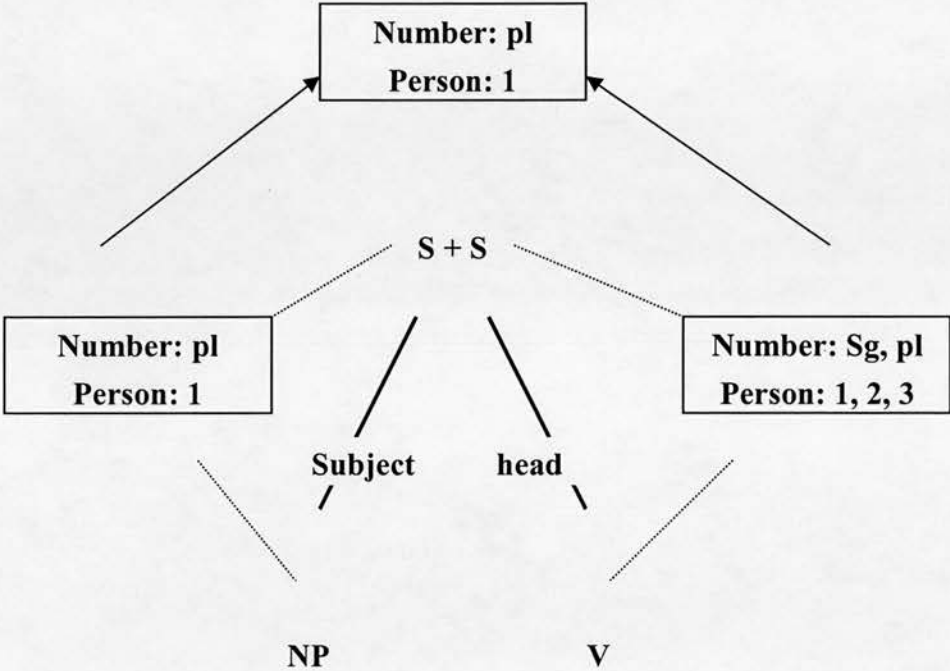 Number: pl
Person: 1
S + S
Number: pl
Person: 1
Number: Sg, pl
Person: 1, 2, 3
Subject
head
NP
V